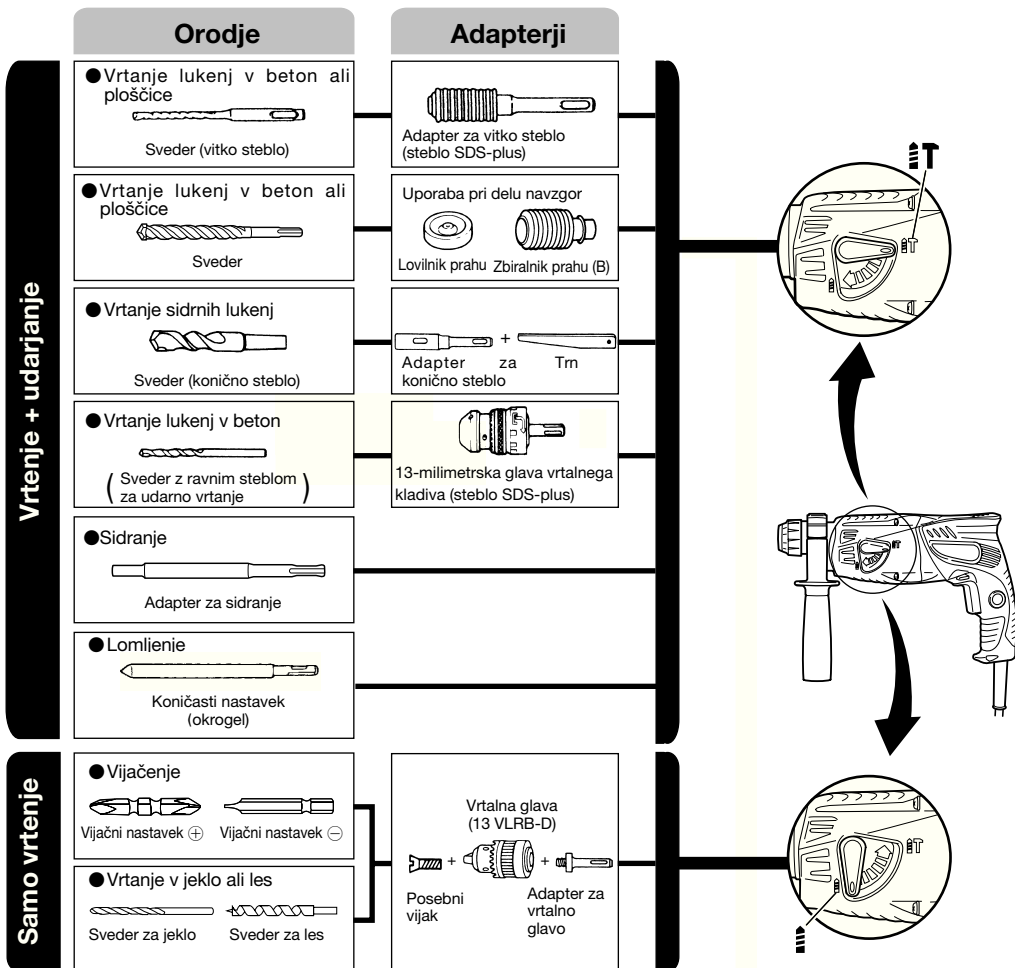 Orodje
Adapterji
Vrtenje + udarjanje
● Vrtanje lukenj v beton ali
ploščice
Sveder (vitko steblo)
Adapter za vitko steblo
(steblo SDS-plus)
● Vrtanje lukenj v beton ali
ploščice
Sveder
Uporaba pri delu navzgor
Lovilnik prahu Zbiralnik prahu (B)
● Vrtanje sidrnih lukenj
Sveder (konično steblo)
+
Adapter za
konično steblo
Trn
● Vrtanje lukenj v beton
( Sveder z ravnim steblom
za udarno vrtanje )
13-milimetrska glava vrtalnega
kladiva (steblo SDS-plus)
● Sidranje
Adapter za sidranje
● Lomljenje
Koničasti nastavek
(okrogel)
Samo vrtenje
● Vijačenje
Vijačni nastavek ⊕ Vijačni nastavek ⊖
● Vrtanje v jeklo ali les
Sveder za jeklo Sveder za les
Vrtalna glava
(13 VLRB-D)
+ +
Posebni
vijak
Adapter za
vrtalno
glavo